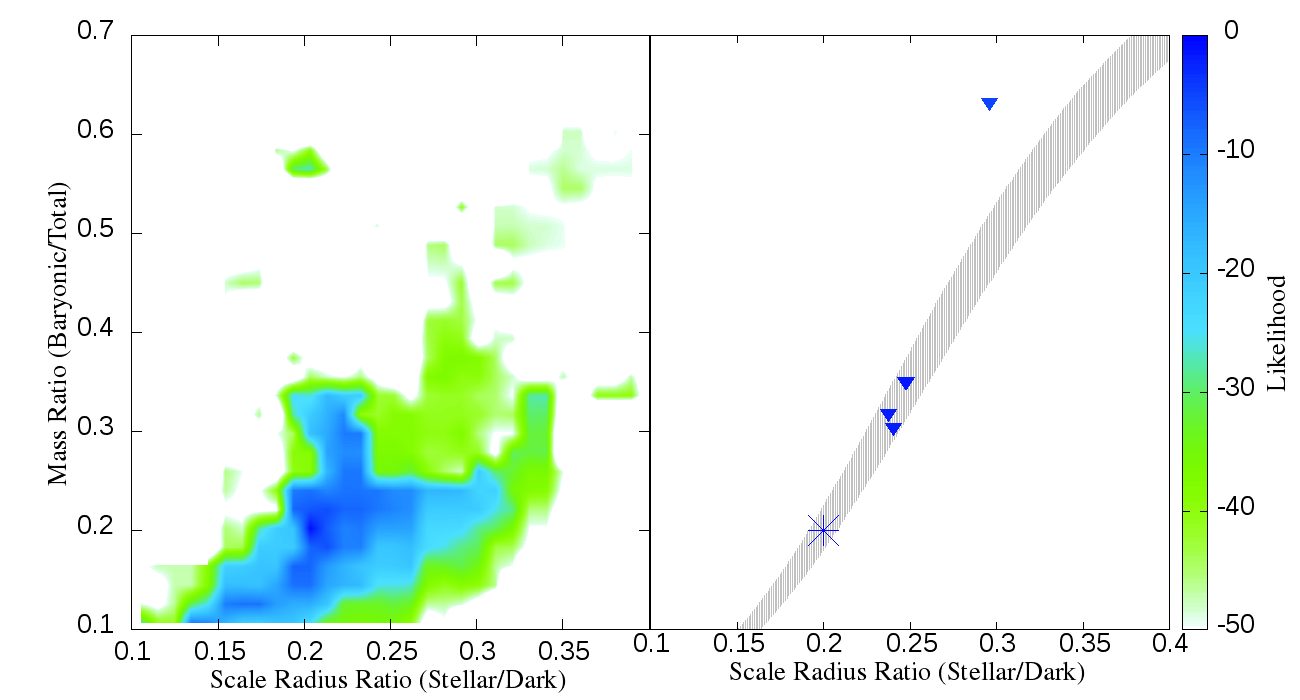 0.7
0.6
0.5
0.4
0.3
0.2
0.1
Mass Ratio (Baryonic/Total)
0.1 0.15 0.2 0.25 0.3 0.35
Scale Radius Ratio (Stellar/Dark)
0.1 0.15 0.2 0.25 0.3 0.35 0.4
Scale Radius Ratio (Stellar/Dark)
0
-10
-20
-30
-40
-50
Likelihood